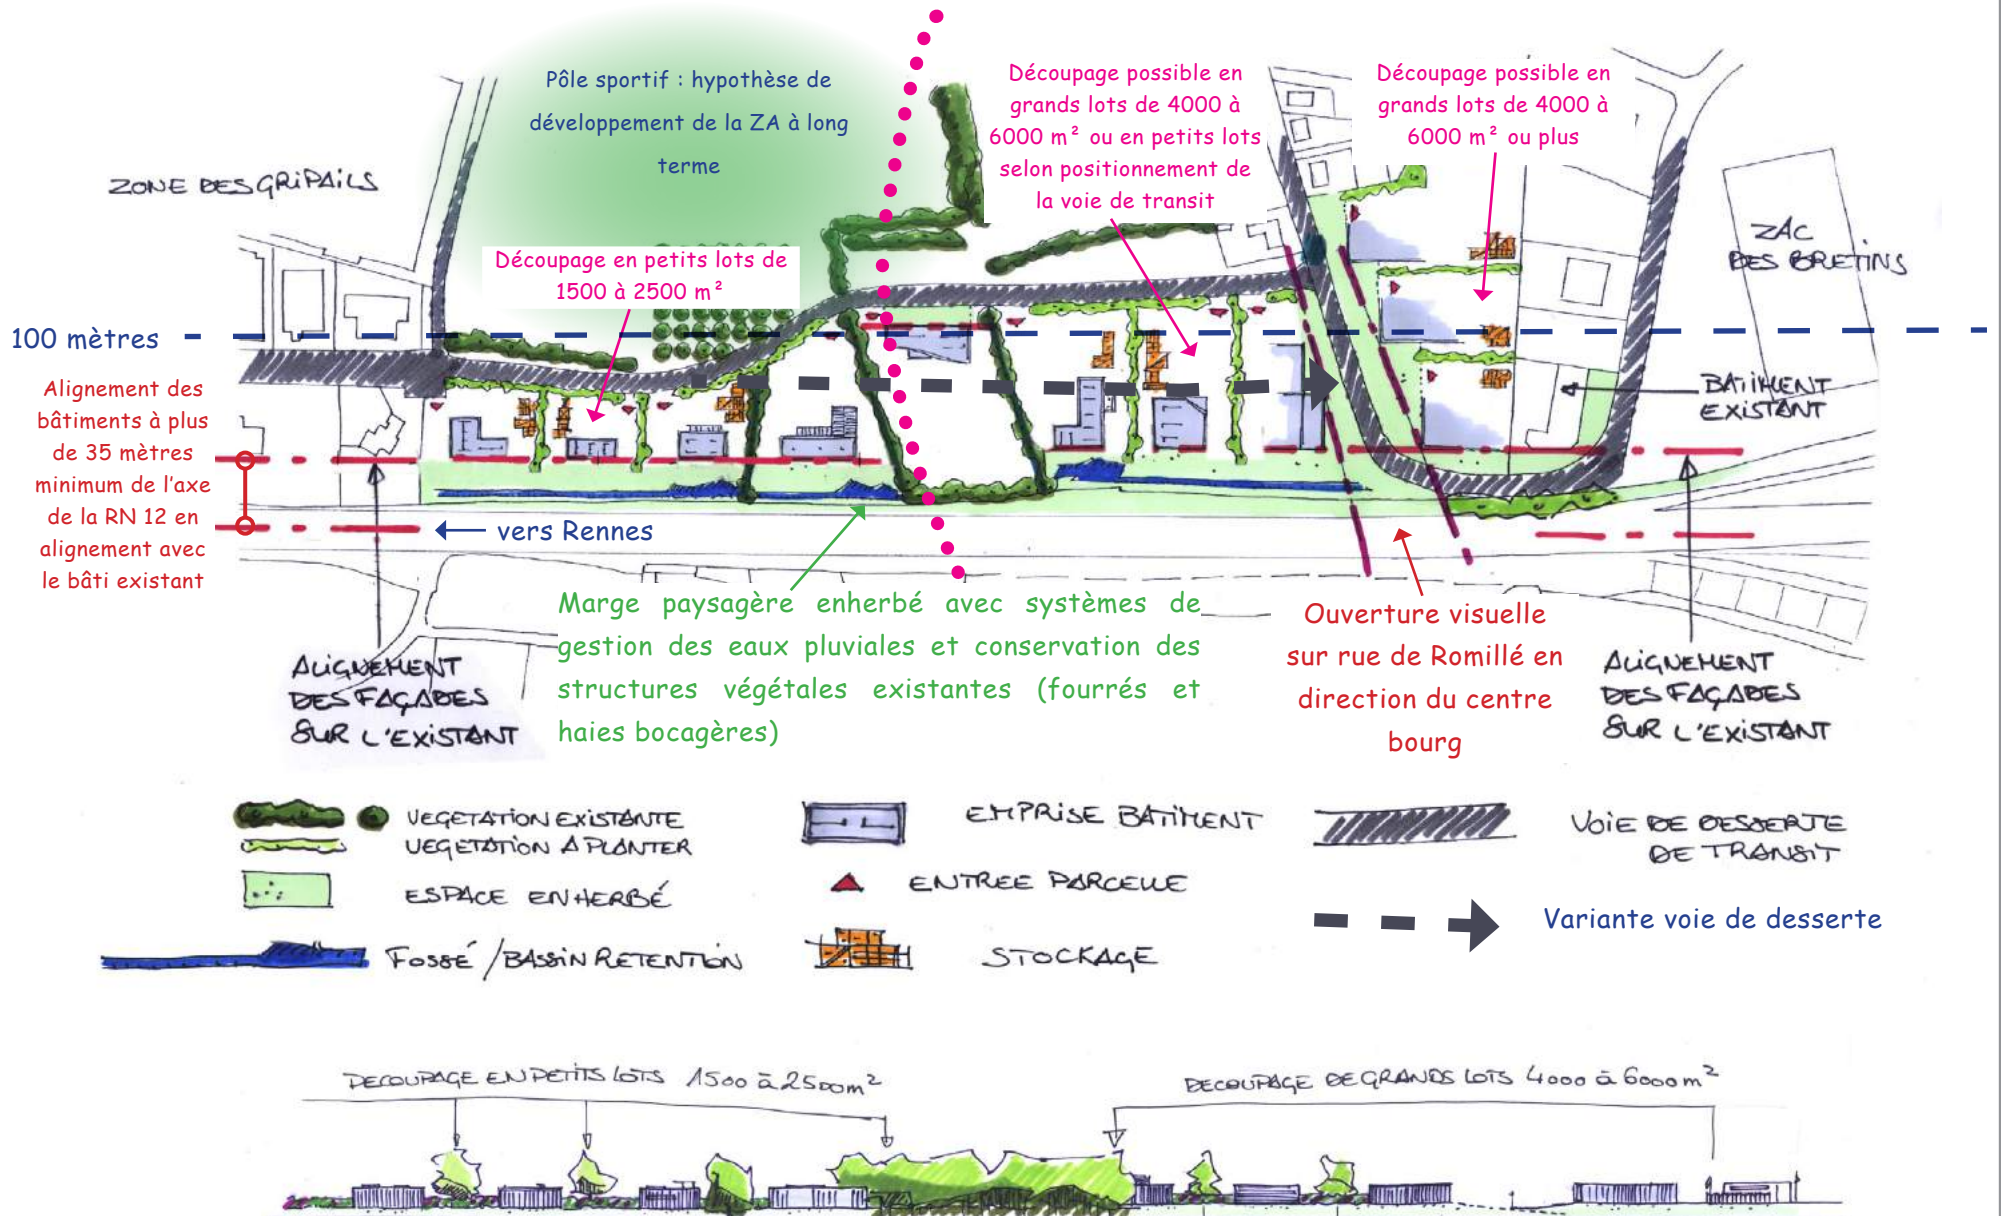 Pôle sportif : hypothèse de
développement de la ZA à long
terme
Découpage possible en
grands lots de 4000 à
6000 m² ou en petits lots
selon positionnement de
la voie de transit
Découpage possible en
grands lots de 4000 à
6000 m² ou plus
ZONE DES GRIPAILS
ZAC
DES BRETINS
Découpage en petits lots de
1500 à 2500 m²
100 mètres
Alignement des
bâtiments à plus
de 35 mètres
minimum de l'axe
de la RN 12 en
alignement avec
le bâti existant
BATIMENT
EXISTANT
vers Rennes
Marge paysagère enherbé avec systèmes de
gestion des eaux pluviales et conservation des
structures végétales existantes (fourrés et
haies bocagères)
Ouverture visuelle
sur rue de Romillé en
direction du centre
bourg
ALIGNEMENT
DES FAÇADES
SUR L'EXISTANT
ALIGNEMENT
DES FAÇADES
SUR L'EXISTANT
VEGETATION EXISTANTE
VEGETATION A PLANTER
ESPACE ENHERBÉ
FOSSÉ / BASSIN RETENTION
EMPRISE BATIMENT
ENTREE PARCELLE
STOCKAGE
VOIE DE DESSERTE
DE TRANSIT
Variante voie de desserte
DECOUPAGE EN PETITS LOTS 1500 à 2500m²
DECOUPAGE DE GRANDS LOTS 4000 à 6000m²